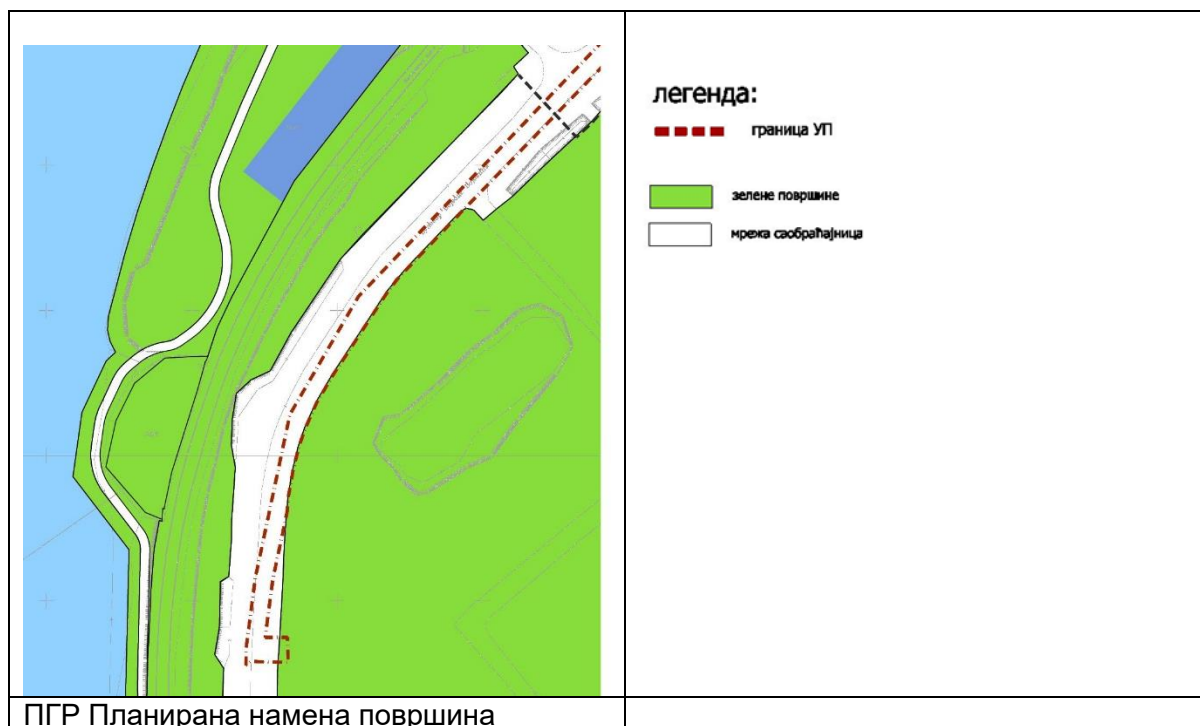 легенда:
граница УП
зелене површине
мрежа саобраћајница
ПГР Планирана намена површина